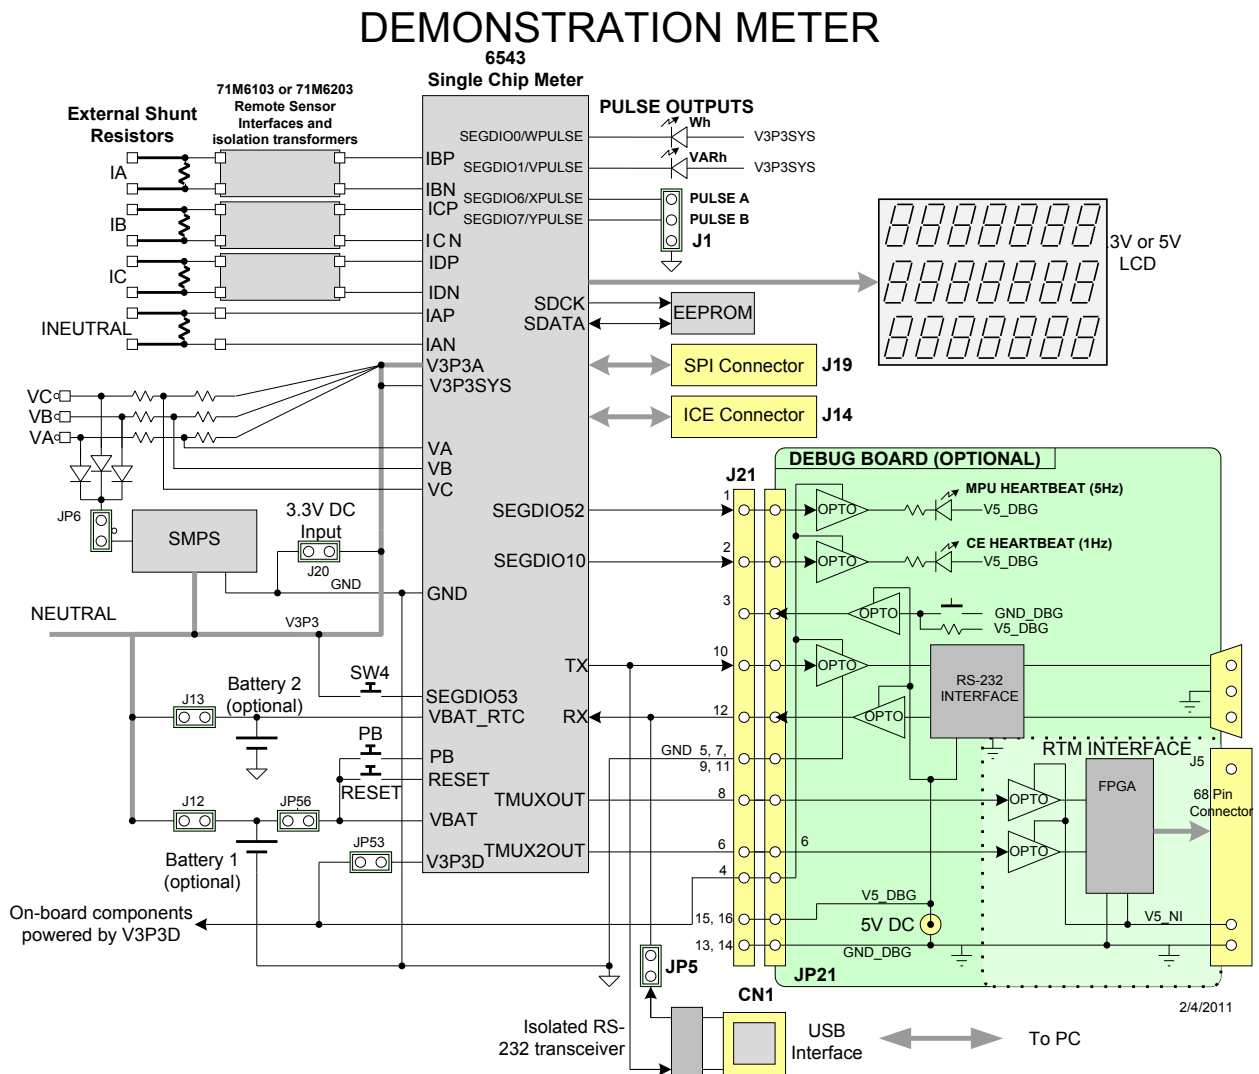 DEMONSTRATION METER
6543
Single Chip Meter
71M6103 or 71M6203
Remote Sensor
Interfaces and
isolation transformers
External Shunt
Resistors
IA
IB
IC
INEUTRAL
IBP
IBN
ICP
ICN
IDP
IDN
IAP
IAN
V3P3A
V3P3SYS
VA
VB
VC
GND
SEGDIO53
VBAT_RTC
PB
RESET
VBAT
V3P3D
PULSE OUTPUTS
SEGDIO0/WPULSE
Wh
V3P3SYS
SEGDIO1/VPULSE
VARh
V3P3SYS
SEGDIO6/XPULSE
PULSE A
SEGDIO7/YPULSE
PULSE B
J1
3V or 5V
LCD
SDCK
SDATA
EEPROM
SPI Connector
J19
ICE Connector
J14
VC
VB
VA
JP6
SMPS
3.3V DC
Input
J20
GND
NEUTRAL
V3P3
SW4
Battery 2
(optional)
J13
PB
RESET
J12
JP56
Battery 1
(optional)
JP53
On-board components
powered by V3P3D
SEGDIO52
SEGDIO10
TX
RX
TMUXOUT
TMUX2OUT
J21
1
2
3
10
12
GND 5, 7,
9, 11
8
6
4
15, 16
13, 14
6
DEBUG BOARD (OPTIONAL)
OPTO
MPU HEARTBEAT (5Hz)
V5_DBG
OPTO
CE HEARTBEAT (1Hz)
V5_DBG
OPTO
GND_DBG
V5_DBG
OPTO
RS-232
INTERFACE
OPTO
RTM INTERFACE
J5
FPGA
68 Pin
Connector
OPTO
OPTO
V5_DBG
5V DC
V5_NI
GND_DBG
JP21
JP5
CN1
2/4/2011
Isolated RS-
232 transceiver
USB
Interface
To PC